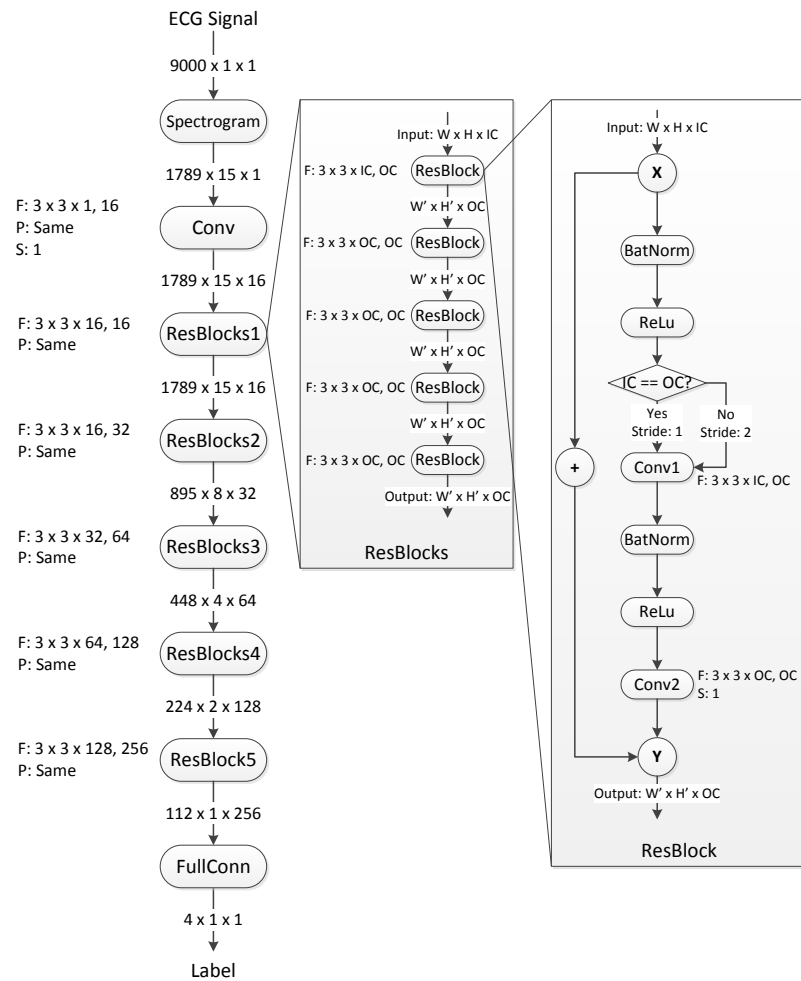 ECG Signal
9000 x 1 x 1
Spectrogram
1789 x 15 x 1
F: 3 x 3 x 1, 16
P: Same
S: 1
Conv
1789 x 15 x 16
F: 3 x 3 x 16, 16
P: Same
ResBlocks1
1789 x 15 x 16
F: 3 x 3 x 16, 32
P: Same
ResBlocks2
895 x 8 x 32
F: 3 x 3 x 32, 64
P: Same
ResBlocks3
448 x 4 x 64
F: 3 x 3 x 64, 128
P: Same
ResBlocks4
224 x 2 x 128
F: 3 x 3 x 128, 256
P: Same
ResBlock5
112 x 1 x 256
FullConn
4 x 1 x 1
Label
Input: W x H x IC
F: 3 x 3 x IC, OC
ResBlock
W' x H' x OC
F: 3 x 3 x OC, OC
ResBlock
W' x H' x OC
F: 3 x 3 x OC, OC
ResBlock
W' x H' x OC
F: 3 x 3 x OC, OC
ResBlock
W' x H' x OC
F: 3 x 3 x OC, OC
ResBlock
Output: W' x H' x OC
ResBlocks
Input: W x H x IC
X
BatNorm
ReLu
IC == OC?
Yes
Stride: 1
No
Stride: 2
+
Conv1
F: 3 x 3 x IC, OC
BatNorm
ReLu
Conv2
F: 3 x 3 x OC, OC
S: 1
Y
Output: W' x H' x OC
ResBlock